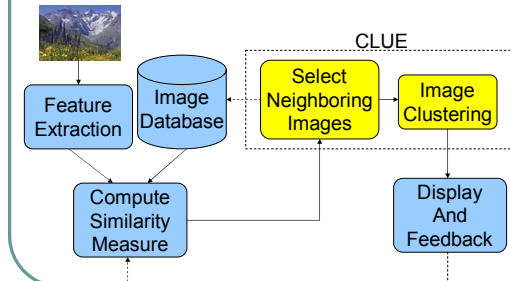 CLUE
Feature
Extraction
Image
Database
Select
Neighboring
Images
Image
Clustering
Compute
Similarity
Measure
Display
And
Feedback